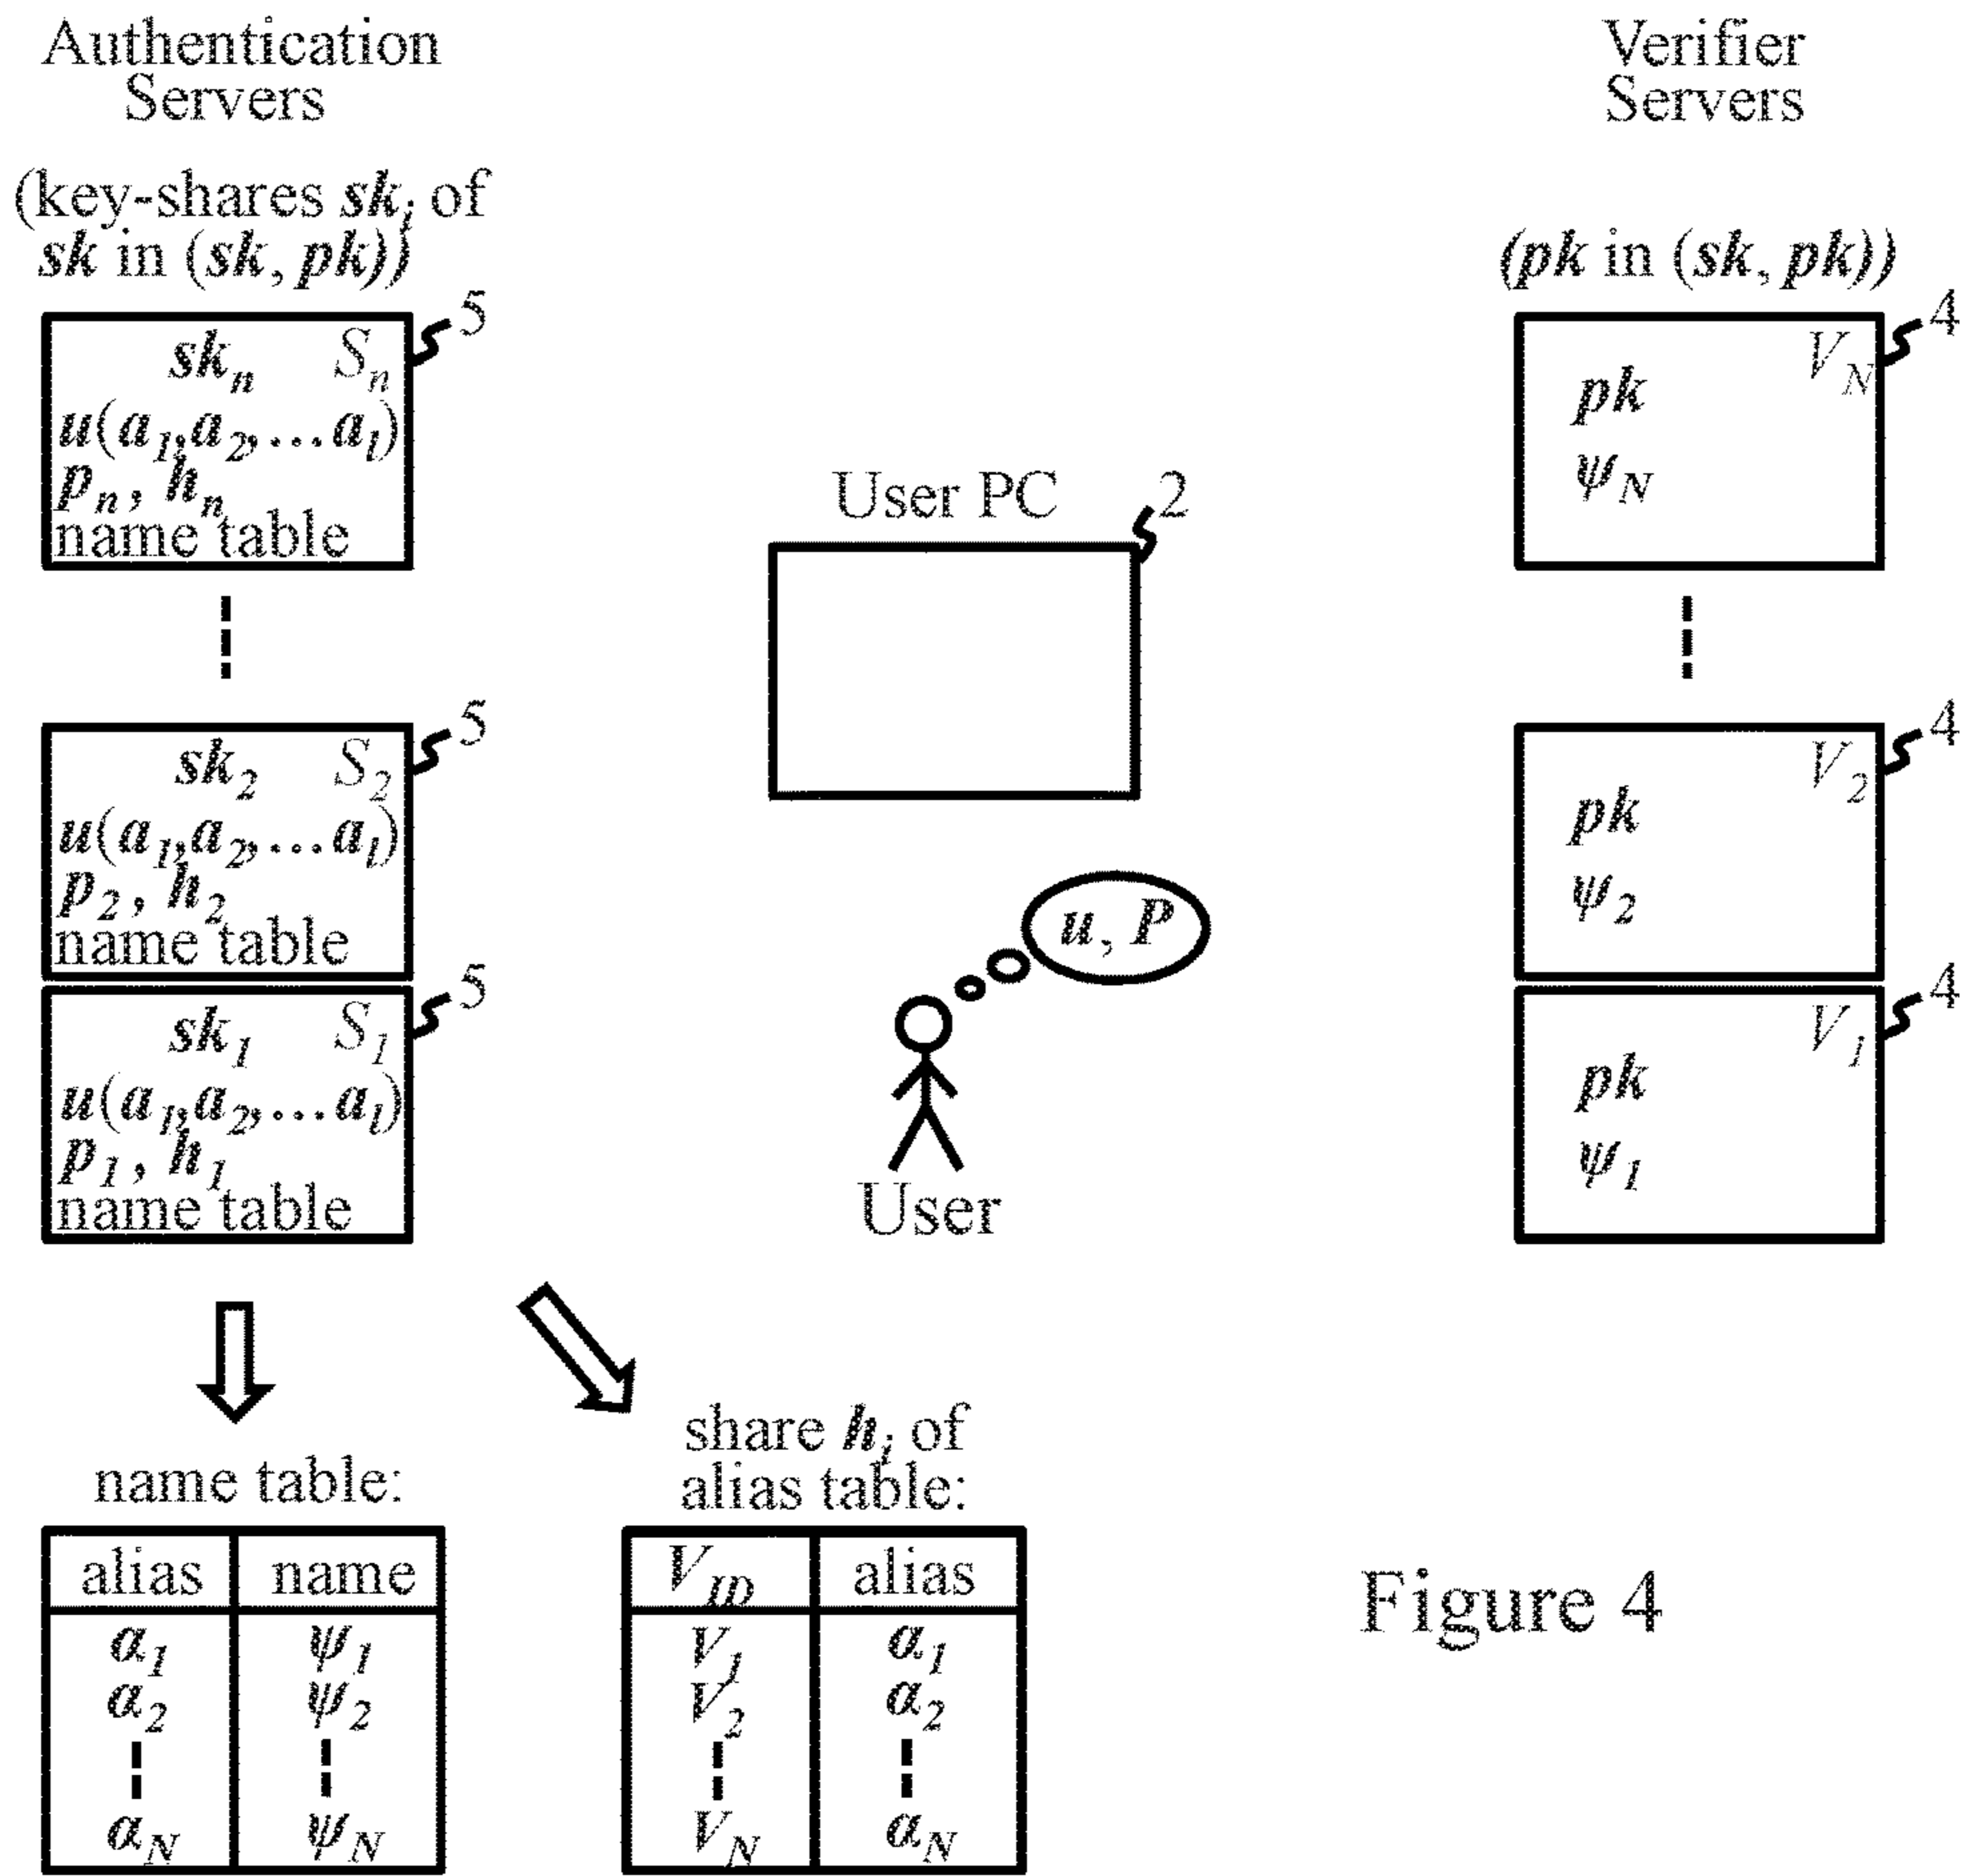 Authentication
Servers
(key-shares sk_i of
sk in (sk, pk))
5
sk_n S_n
u(a_1,a_2,…a_l)
p_n, h_n
name table
5
sk_2 S_2
u(a_1,a_2,…a_l)
p_2, h_2
name table
5
sk_1 S_1
u(a_1,a_2,…a_l)
p_1, h_1
name table
User PC
2
u, P
User
Verifier
Servers
(pk in (sk, pk))
4
V_N
pk
ψ_N
4
V_2
pk
ψ_2
4
V_1
pk
ψ_1
name table:
alias name
α_1 ψ_1
α_2 ψ_2
α_N ψ_N
share h_i of
alias table:
V_ID alias
V_1 α_1
V_2 α_2
V_N α_N
Figure 4